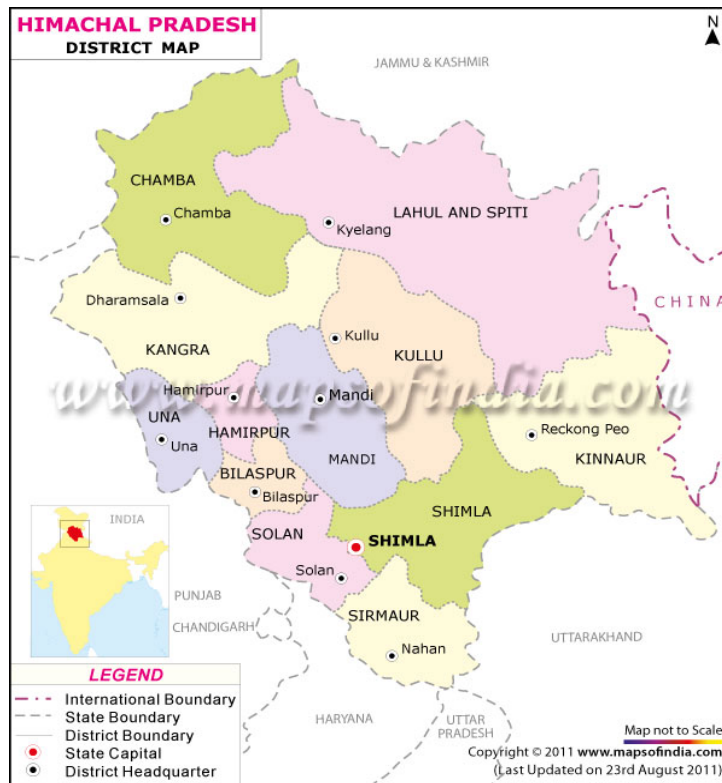 HIMACHAL PRADESH
DISTRICT MAP
N
JAMMU & KASHMIR
CHAMBA
Chamba
LAHUL AND SPITI
Kyelang
CHINA
Dharamsala
KANGRA
Kullu
KULLU
www.mapsofindia.com
Hamirpur
Mandi
UNA
Una
HAMIRPUR
Reckong Peo
MANDI
KINNAUR
BILASPUR
Bilaspur
SHIMLA
INDIA
SOLAN
SHIMLA
Solan
PUNJAB
CHANDIGARH
SIRMAUR
Nahan
UTTARAKHAND
LEGEND
International Boundary
State Boundary
District Boundary
State Capital
District Headquarter
HARYANA
UTTAR
PRADESH
Map not to Scale
Copyright © 2011 www.mapsofindia.com
(Last Updated on 23rd August 2011)